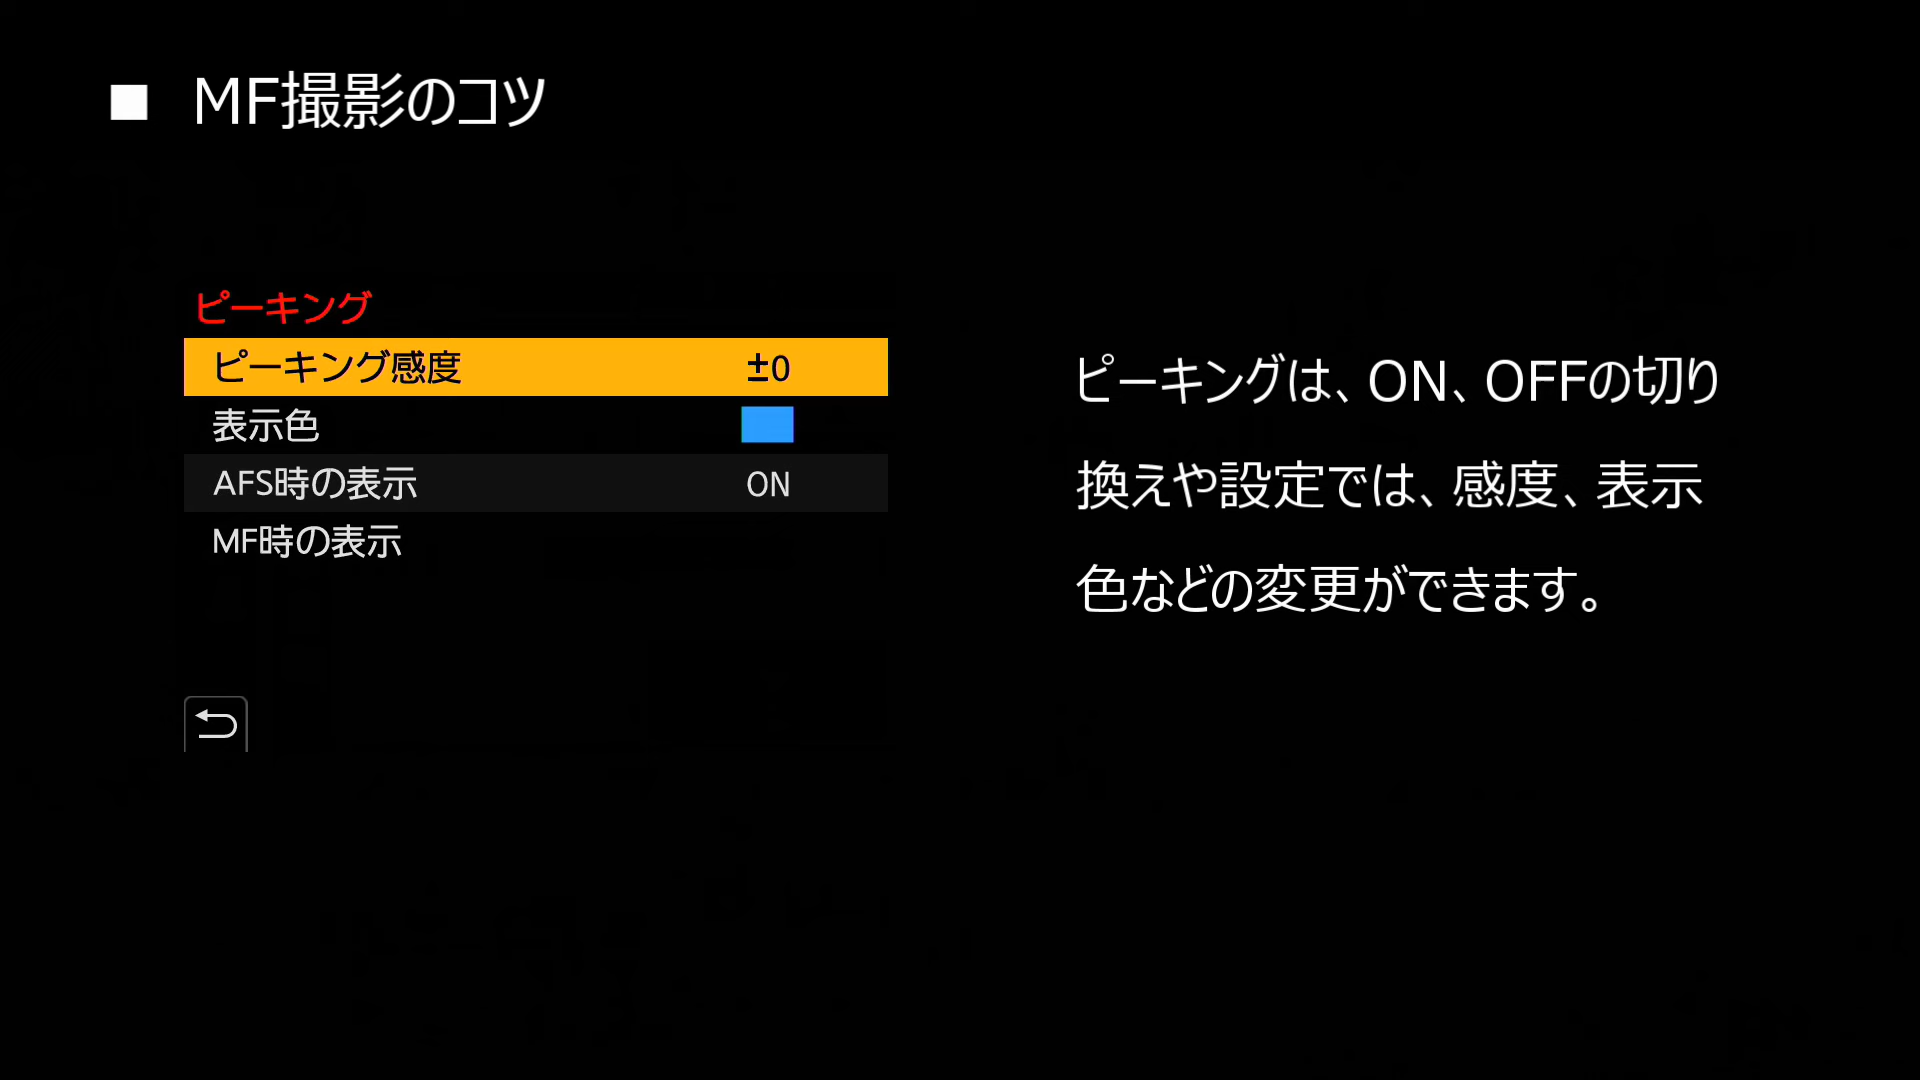 ■ MF撮影のコツ
ピーキング
ピーキング感度 ±0
表示色
AFS時の表示 ON
MF時の表示
ピーキングは、ON、OFFの切り
換えや設定では、感度、表示
色などの変更ができます。